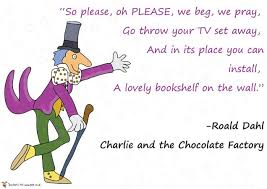 “So please, oh PLEASE, we beg, we pray,
Go throw your TV set away,
And in its place you can
install,
A lovely bookshelf on the wall.”
-Roald Dahl
Charlie and the Chocolate Factory